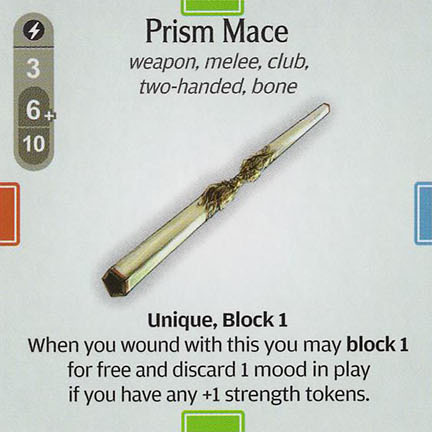 Prism Mace
weapon, melee, club,
two-handed, bone
3
6+
10
Unique, Block 1
When you wound with this you may block 1
for free and discard 1 mood in play
if you have any +1 strength tokens.